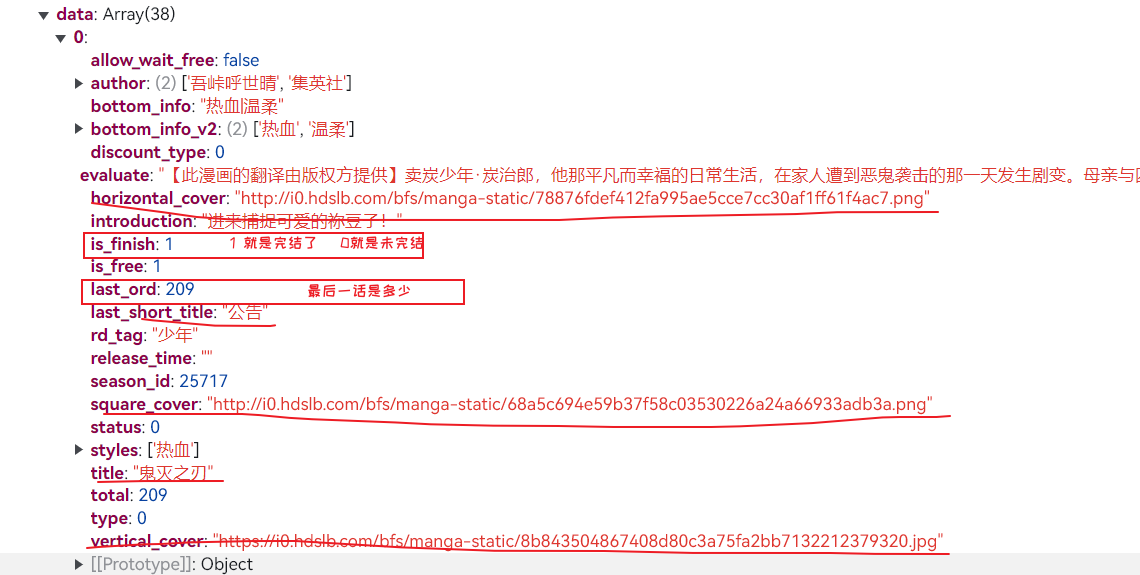 ▼ data: Array(38)
▼ 0:
allow_wait_free: false
▶ author: (2) ['吾峠呼世晴', '集英社']
bottom_info: "热血|温柔"
▶ bottom_info_v2: (2) ['热血', '温柔']
discount_type: 0
evaluate: "【此漫画的翻译由版权方提供】卖炭少年·炭治郎，他那平凡而幸福的日常生活，在家人遭到恶鬼袭击的那一天发生剧变。母亲与
horizontal_cover: "http://i0.hdslb.com/bfs/manga-static/78876fdef412fa995ae5cce7cc30af1ff61f4ac7.png"
introduction: "进来捕捉可爱的祢豆子！"
is_finish: 1 1 就是完结了 0就是未完结
is_free: 1
last_ord: 209 最后一话是多少
last_short_title: "公告"
rd_tag: "少年"
release_time: ""
season_id: 25717
square_cover: "http://i0.hdslb.com/bfs/manga-static/68a5c694e59b37f58c03530226a24a66933adb3a.png"
status: 0
▶ styles: ['热血']
title: "鬼灭之刃"
total: 209
type: 0
vertical_cover: "https://i0.hdslb.com/bfs/manga-static/8b843504867408d80c3a75fa2bb7132212379320.jpg"
▶ [[Prototype]]: Object